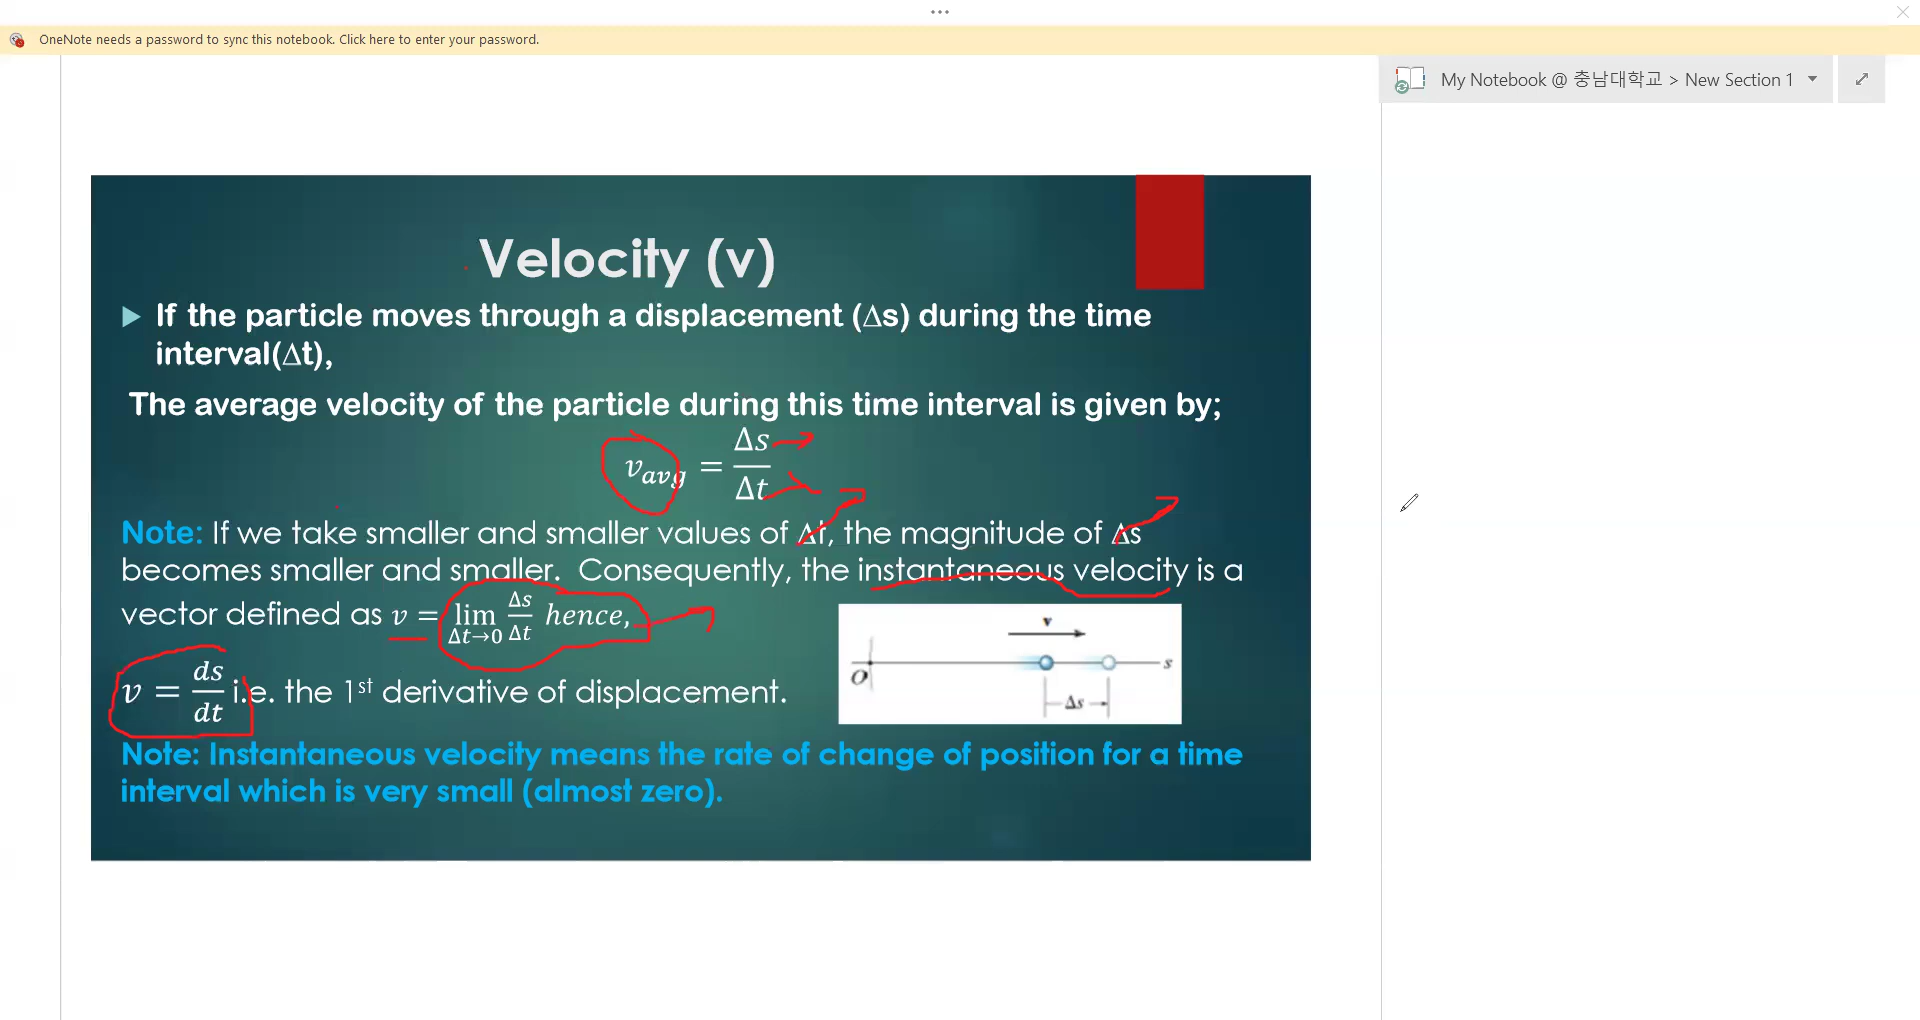 OneNote needs a password to sync this notebook. Click here to enter your password.
My Notebook @ 충남대학교 > New Section 1
Velocity (v)
If the particle moves through a displacement (Δs) during the time
interval(Δt),
The average velocity of the particle during this time interval is given by;
v_avg = Δs/Δt
Note: If we take smaller and smaller values of Δt, the magnitude of Δs
becomes smaller and smaller. Consequently, the instantaneous velocity is a
vector defined as v = lim Δt→0 Δs/Δt hence,
v = ds/dt i.e. the 1st derivative of displacement.
v
O
s
Δs
Note: Instantaneous velocity means the rate of change of position for a time
interval which is very small (almost zero).